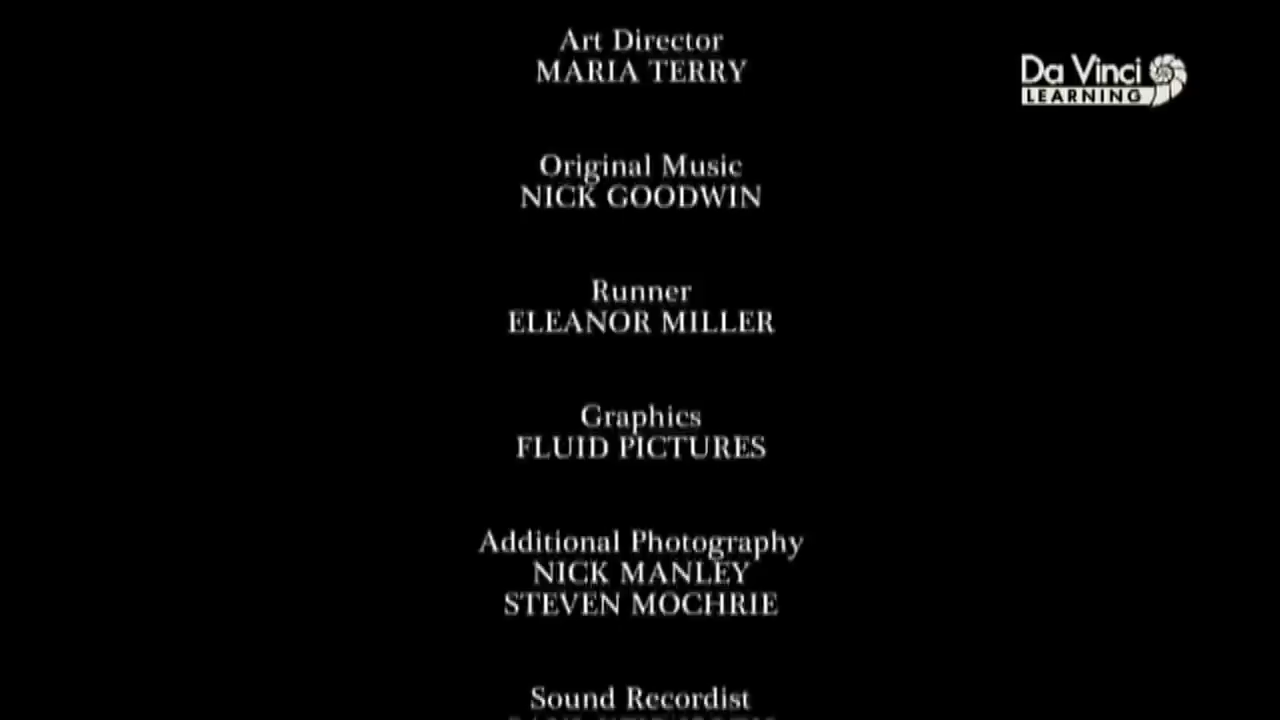 Art Director
MARIA TERRY
Da Vinci
LEARNING
Original Music
NICK GOODWIN
Runner
ELEANOR MILLER
Graphics
FLUID PICTURES
Additional Photography
NICK MANLEY
STEVEN MOCHRIE
Sound Recordist